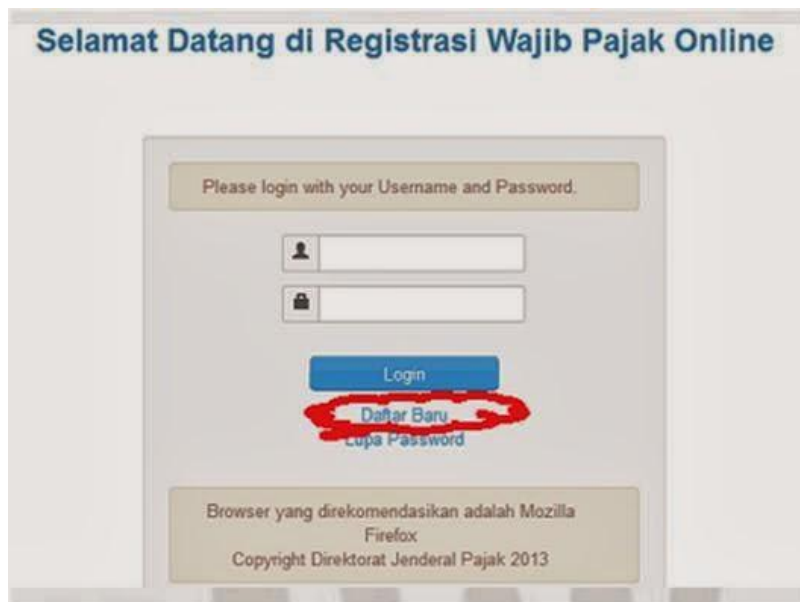 Selamat Datang di Registrasi Wajib Pajak Online
Please login with your Username and Password.
Login
Daftar Baru
Lupa Password
Browser yang direkomendasikan adalah Mozilla
Firefox
Copyright Direktorat Jenderal Pajak 2013